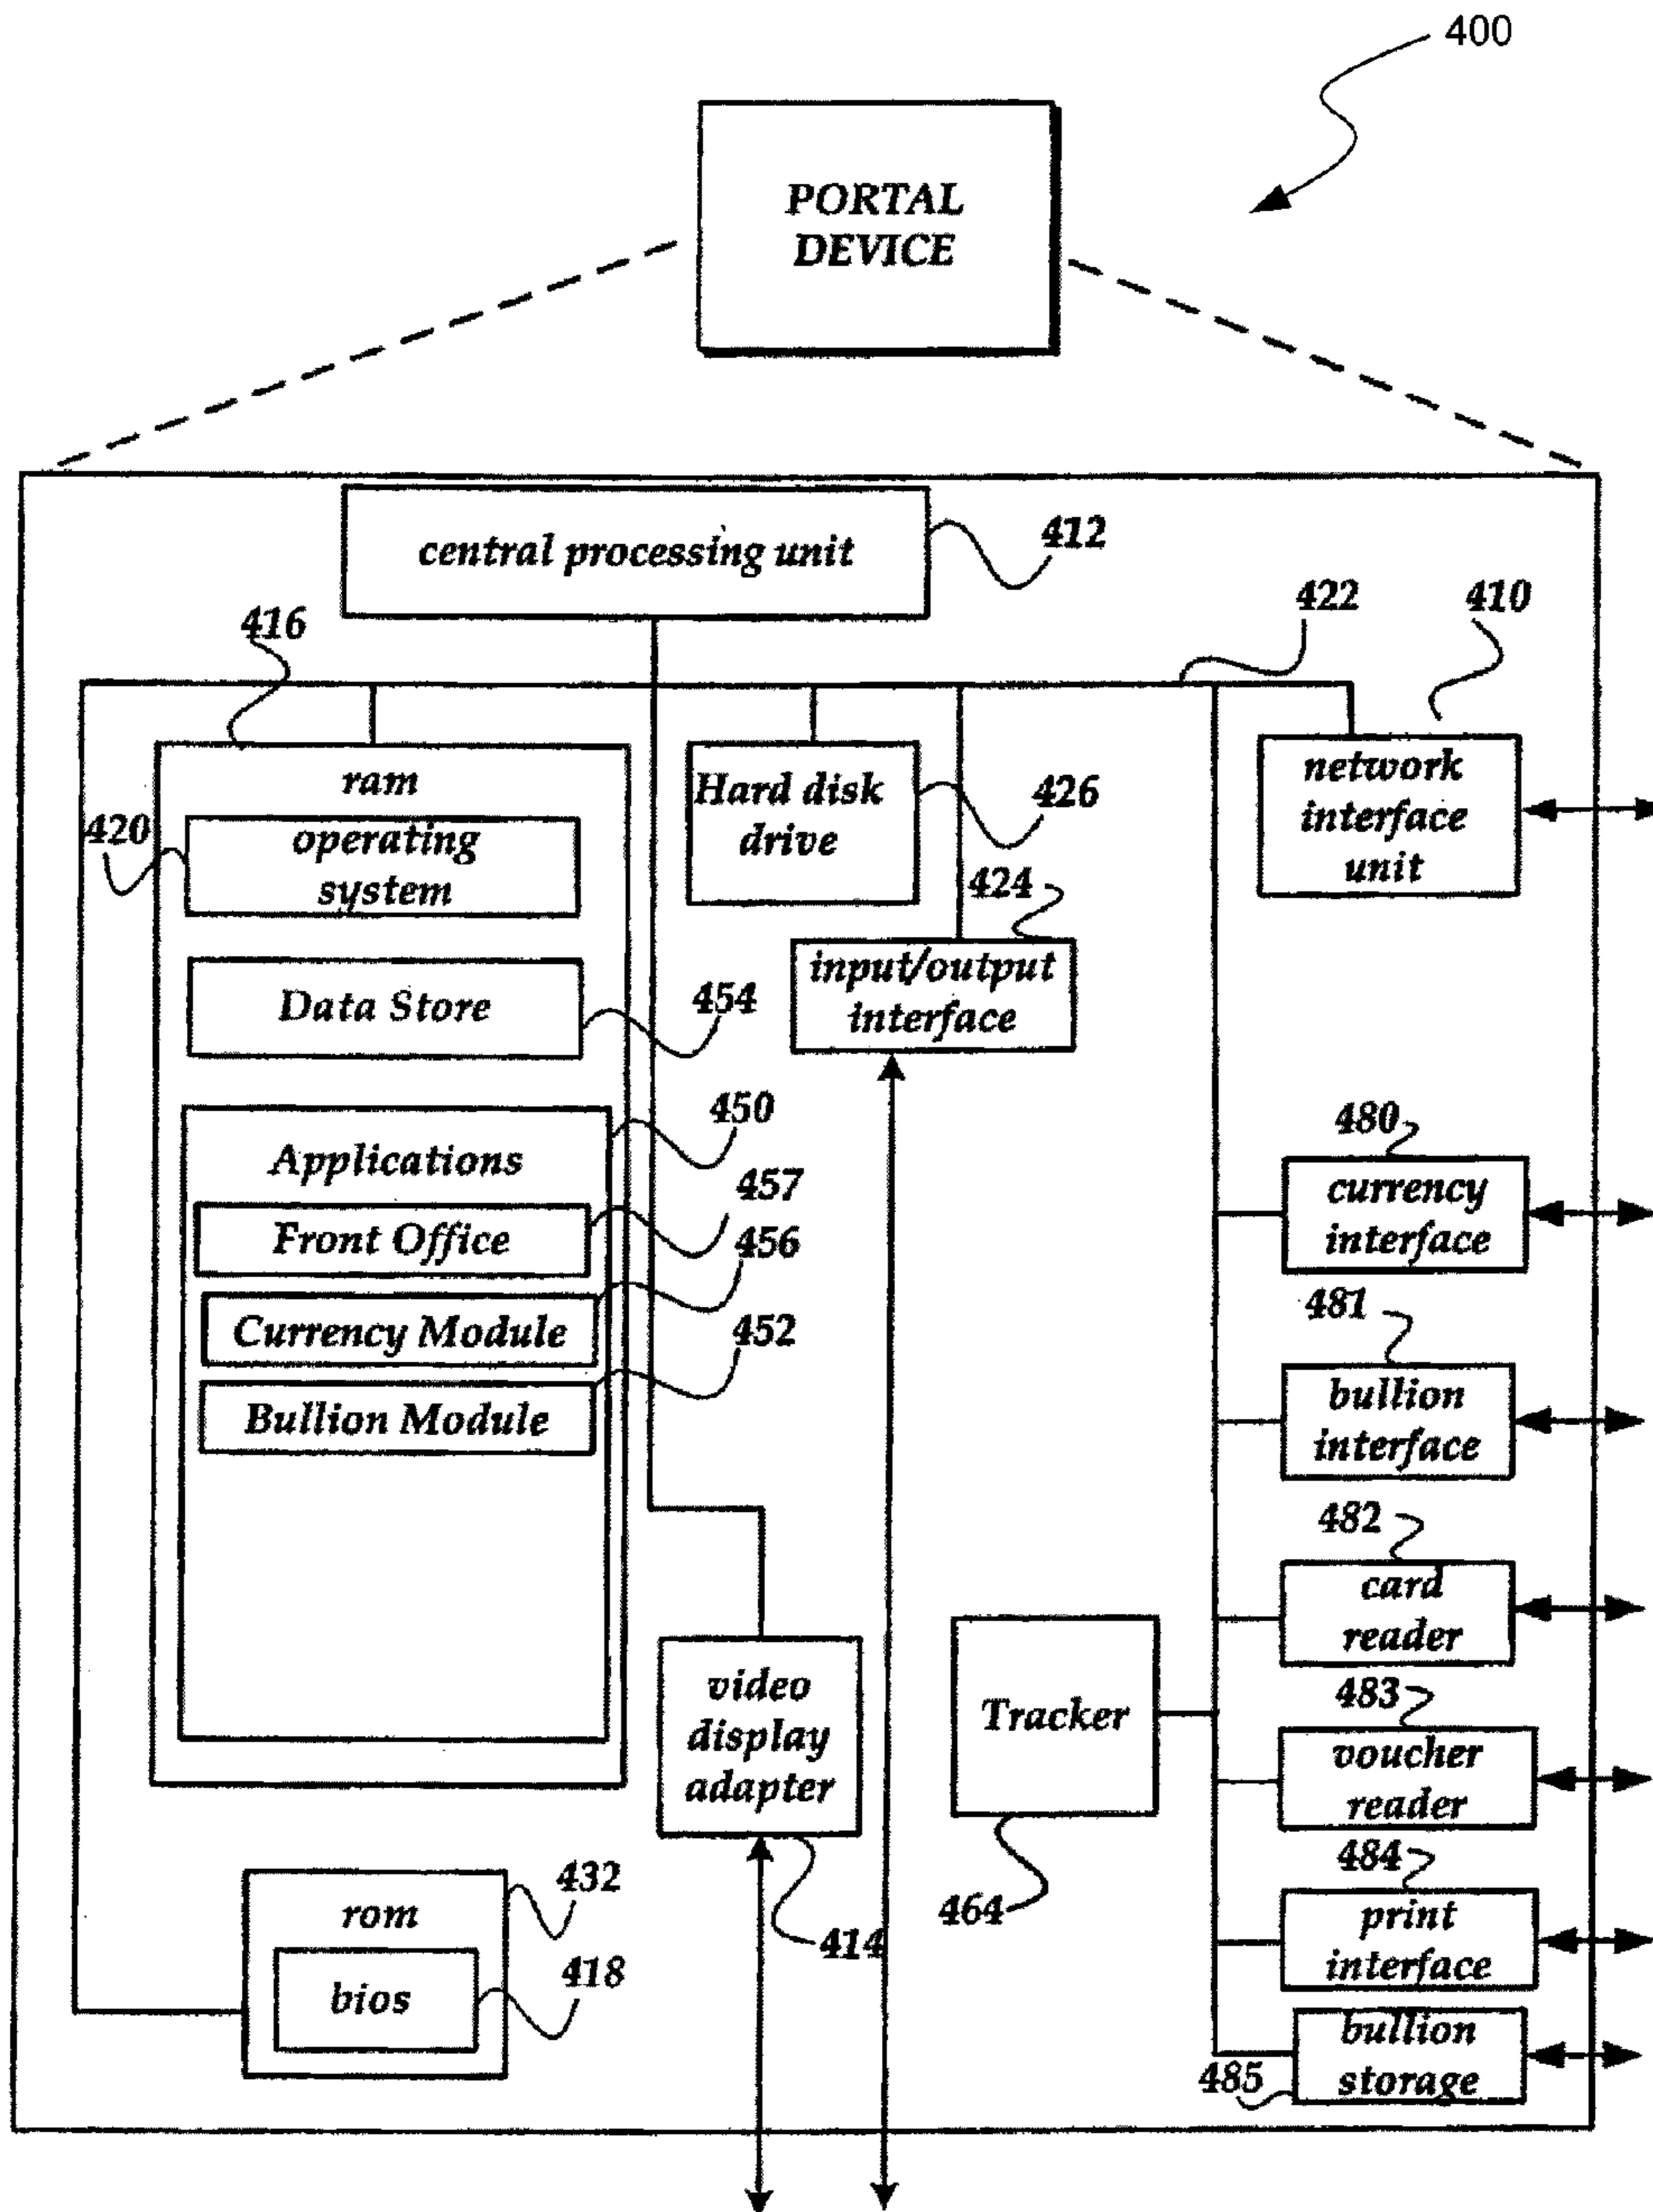 400
PORTAL
DEVICE
central processing unit
412
422
410
416
ram
420
operating
system
Hard disk
drive
426
network
interface
unit
424
input/output
interface
Data Store
454
450
Applications
457
Front Office
456
Currency Module
452
Bullion Module
480
currency
interface
481
bullion
interface
482
card
reader
483
voucher
reader
484
print
interface
bullion
storage
485
Tracker
464
video
display
adapter
414
432
rom
418
bios